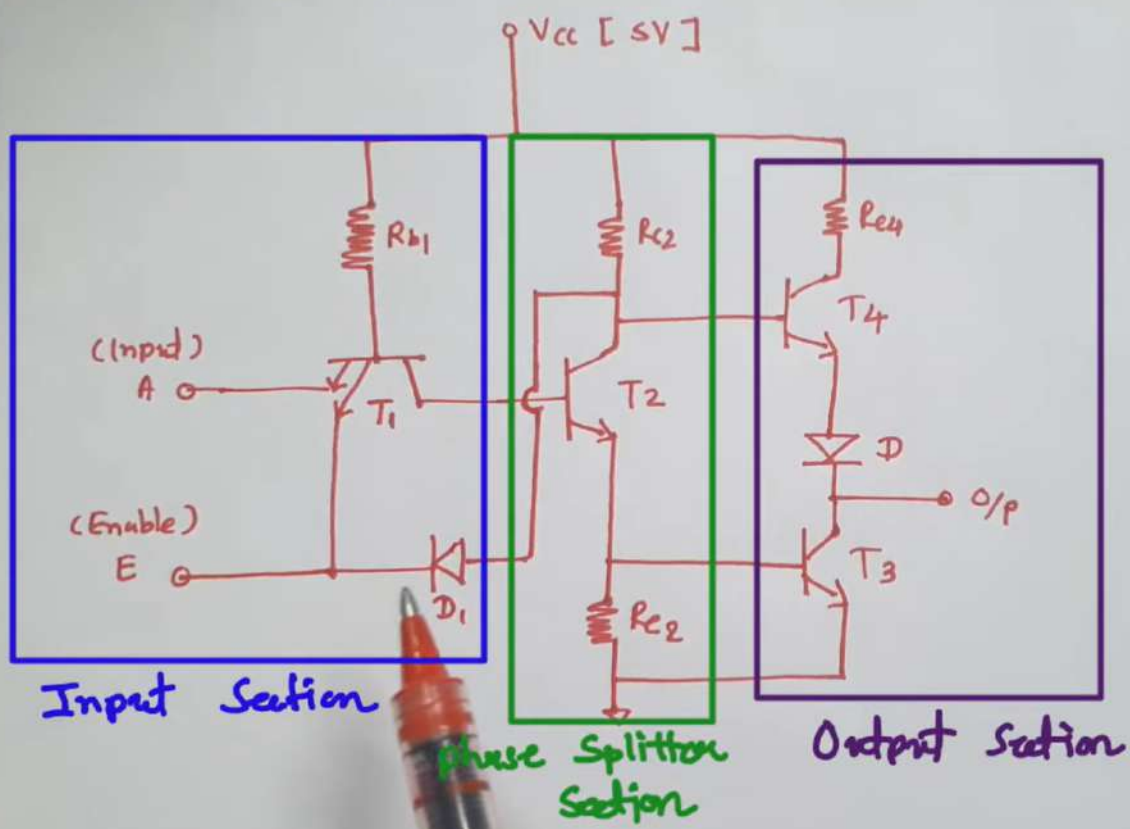 Vcc [ 5V ]
Rb1
Rc2
Rc4
(Input)
A
T1
T2
T4
D
O/p
(Enable)
E
D1
T3
Re2
Input Section
Phase Splitter
Section
Output Section